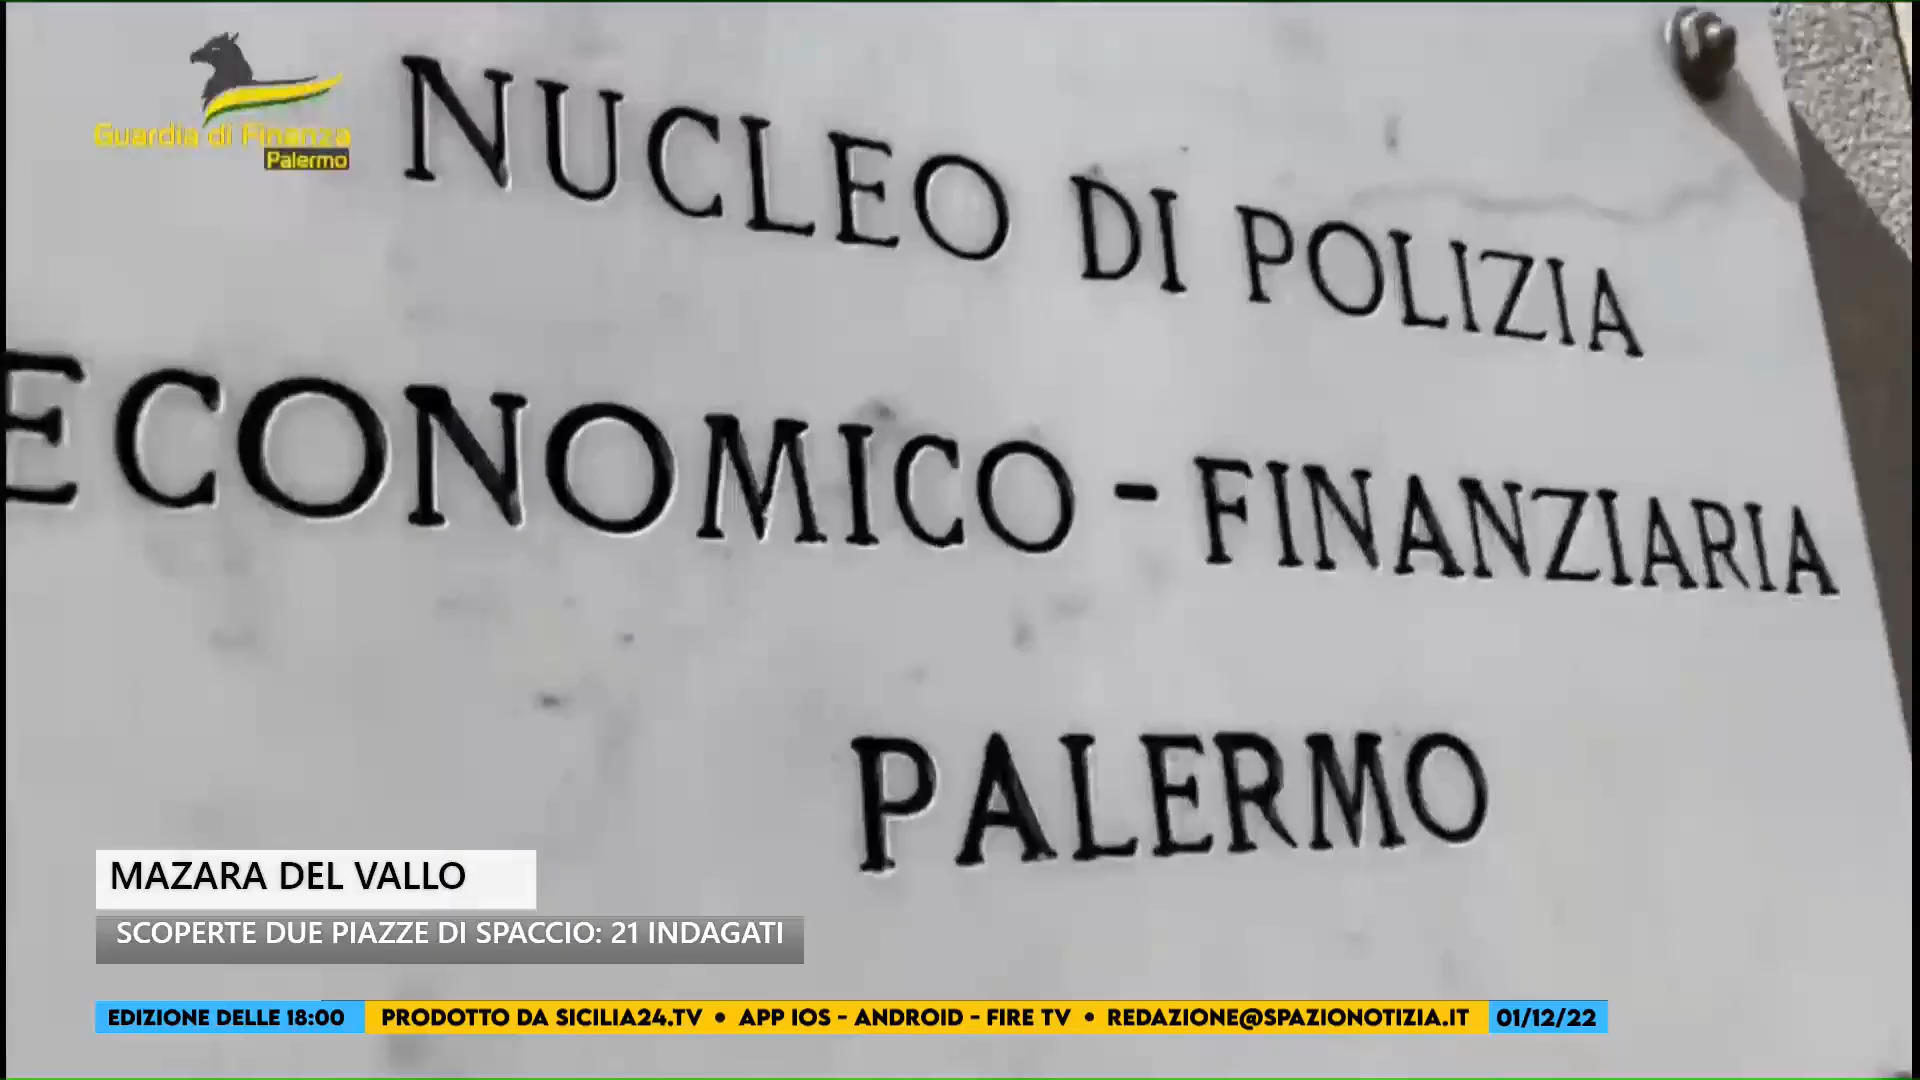 Guardia di Finanza
Palermo
NUCLEO DI POLIZIA
ECONOMICO - FINANZIARIA
PALERMO
MAZARA DEL VALLO
SCOPERTE DUE PIAZZE DI SPACCIO: 21 INDAGATI
EDIZIONE DELLE 18:00 PRODOTTO DA SICILIA24.TV • APP IOS - ANDROID - FIRE TV • REDAZIONE@SPAZIONOTIZIA.IT 01/12/22